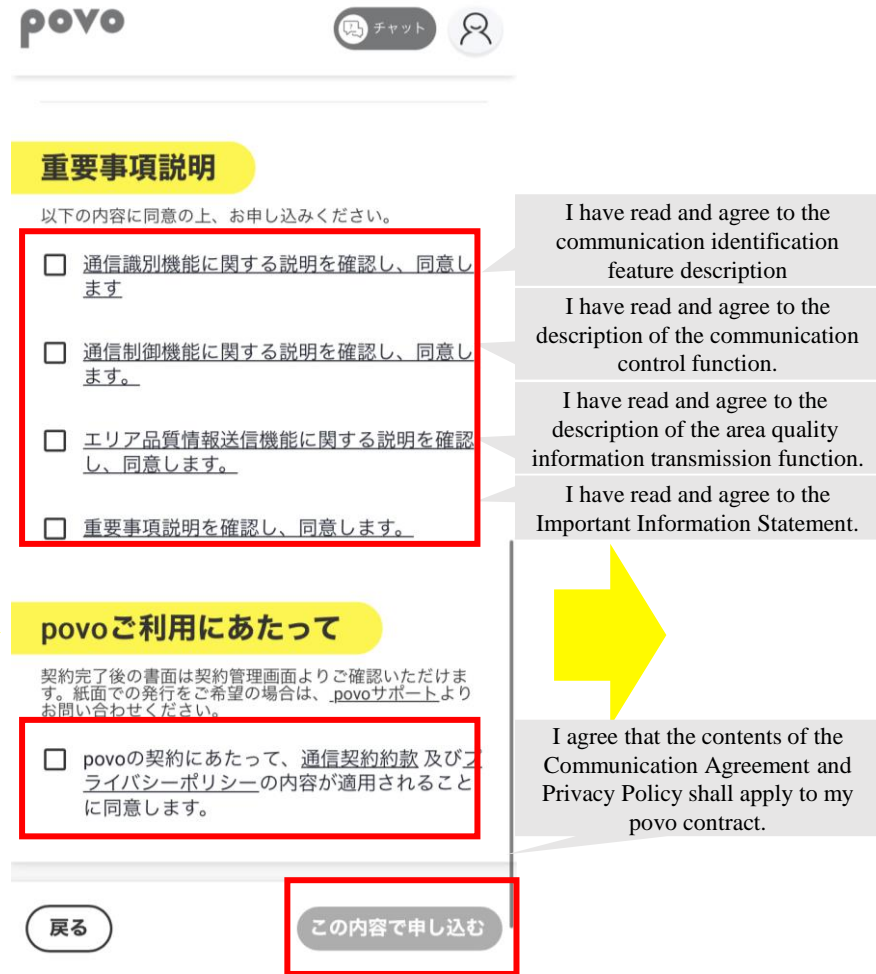 povo
チャット
重要事項説明
以下の内容に同意の上、お申し込みください。
通信識別機能に関する説明を確認し、同意し
ます
通信制御機能に関する説明を確認し、同意し
ます。
エリア品質情報送信機能に関する説明を確認
し、同意します。
重要事項説明を確認し、同意します。
I have read and agree to the
communication identification
feature description
I have read and agree to the
description of the communication
control function.
I have read and agree to the
description of the area quality
information transmission function.
I have read and agree to the
Important Information Statement.
povoご利用にあたって
契約完了後の書面は契約管理画面よりご確認いただけま
す。紙面での発行をご希望の場合は、povoサポートより
お問い合わせください。
povoの契約にあたって、通信契約約款 及びプ
ライバシーポリシーの内容が適用されること
に同意します。
I agree that the contents of the
Communication Agreement and
Privacy Policy shall apply to my
povo contract.
戻る
この内容で申し込む